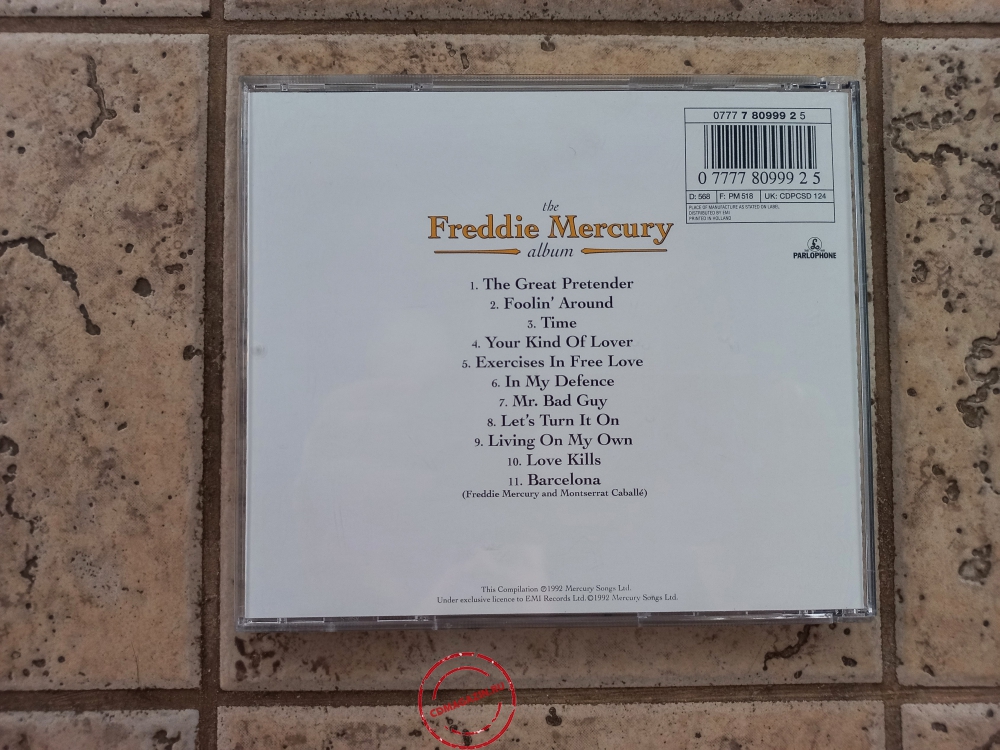 0777 7 80999 2 5
0 7777 80999 2 5
D: 568 F: PM 518 UK: CDPCSD 124
PLACE OF MANUFACTURE AS STATED ON LABEL.
DISTRIBUTED BY EMI
PRINTED IN HOLLAND
PARLOPHONE
the
Freddie Mercury
album
1. The Great Pretender
2. Foolin' Around
3. Time
4. Your Kind Of Lover
5. Exercises In Free Love
6. In My Defence
7. Mr. Bad Guy
8. Let's Turn It On
9. Living On My Own
10. Love Kills
11. Barcelona
(Freddie Mercury and Montserrat Caballé)
This Compilation ℗1992 Mercury Songs Ltd.
Under exclusive licence to EMI Records Ltd. ©1992 Mercury Songs Ltd.